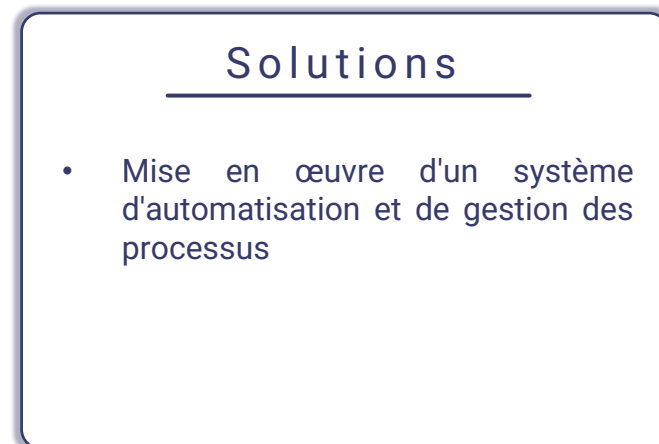 Solutions
• Mise en œuvre d'un système
d'automatisation et de gestion des
processus